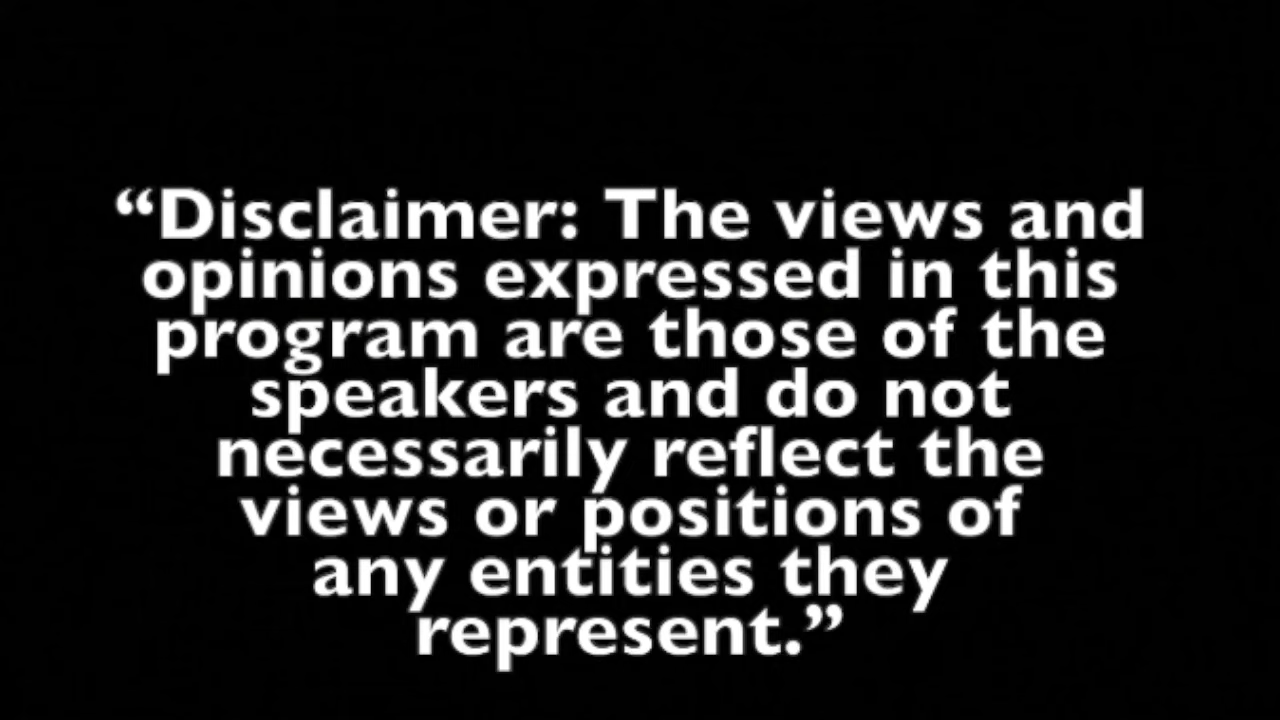 “Disclaimer: The views and
opinions expressed in this
program are those of the
speakers and do not
necessarily reflect the
views or positions of
any entities they
represent.”